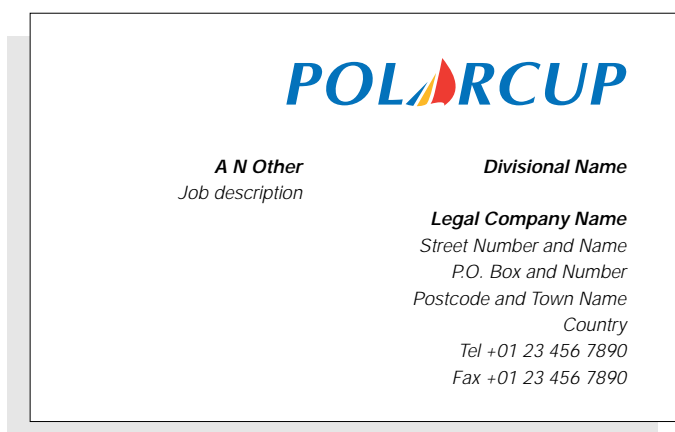 POLARCUP
A N Other
Job description
Divisional Name
Legal Company Name
Street Number and Name
P.O. Box and Number
Postcode and Town Name
Country
Tel +01 23 456 7890
Fax +01 23 456 7890